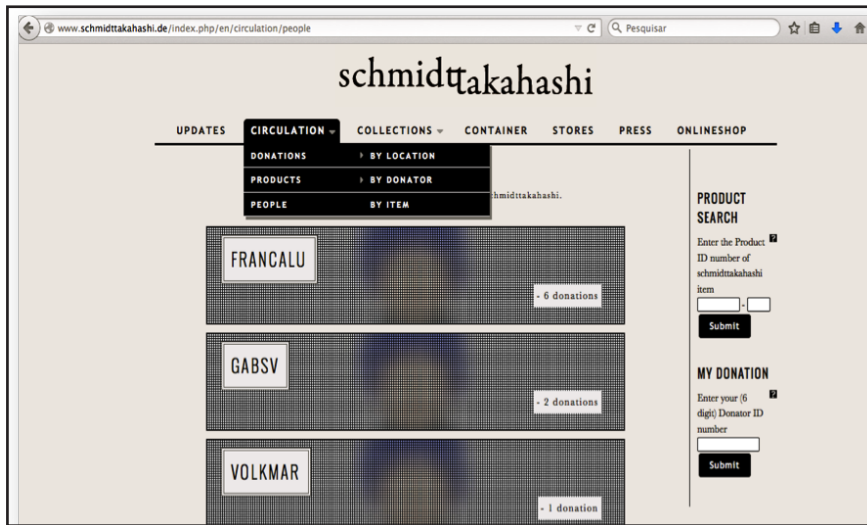 www.schmidttakahashi.de/index.php/en/circulation/people
Pesquisar
schmidttakahashi
UPDATES CIRCULATION COLLECTIONS CONTAINER STORES PRESS ONLINESHOP
DONATIONS BY LOCATION
PRODUCTS BY DONATOR
PEOPLE BY ITEM
schmidttakahashi.
FRANCALU
- 6 donations
GABSV
- 2 donations
VOLKMAR
- 1 donation
PRODUCT
SEARCH
Enter the Product ?
ID number of
schmidttakahashi
item
-
Submit
MY DONATION
Enter your (6 ?
digit) Donator ID
number
Submit